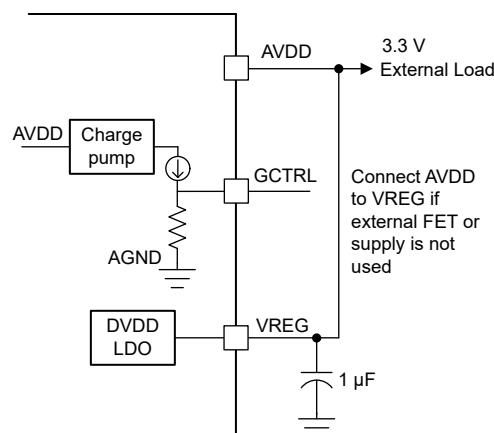 AVDD
3.3 V
External Load
AVDD
Charge
pump
GCTRL
Connect AVDD
to VREG if
external FET or
supply is not
used
AGND
DVDD
LDO
VREG
1 µF